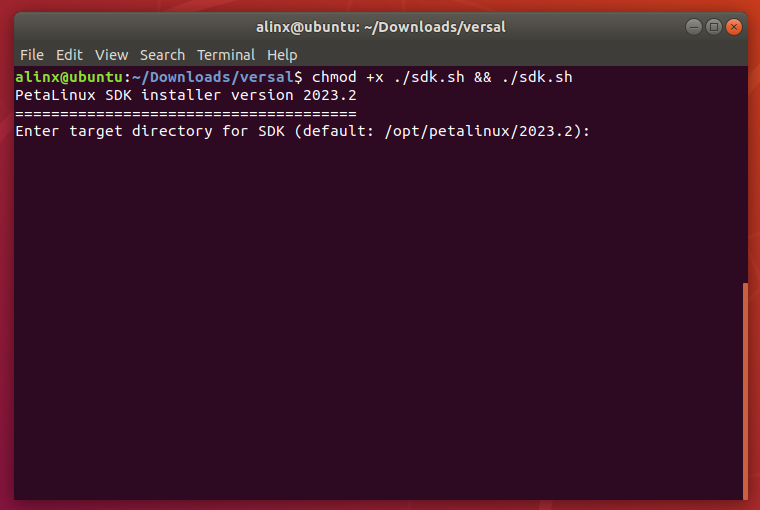 alinx@ubuntu: ~/Downloads/versal
File Edit View Search Terminal Help
alinx@ubuntu:~/Downloads/versal$ chmod +x ./sdk.sh && ./sdk.sh
PetaLinux SDK installer version 2023.2
======================================
Enter target directory for SDK (default: /opt/petalinux/2023.2):